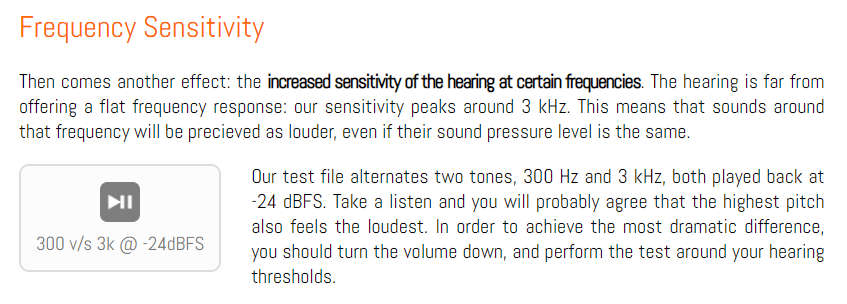 Frequency Sensitivity
Then comes another effect: the increased sensitivity of the hearing at certain frequencies. The hearing is far from
offering a flat frequency response: our sensitivity peaks around 3 kHz. This means that sounds around
that frequency will be precieved as louder, even if their sound pressure level is the same.
300 v/s 3k @ -24dBFS
Our test file alternates two tones, 300 Hz and 3 kHz, both played back at
-24 dBFS. Take a listen and you will probably agree that the highest pitch
also feels the loudest. In order to achieve the most dramatic difference,
you should turn the volume down, and perform the test around your hearing
thresholds.